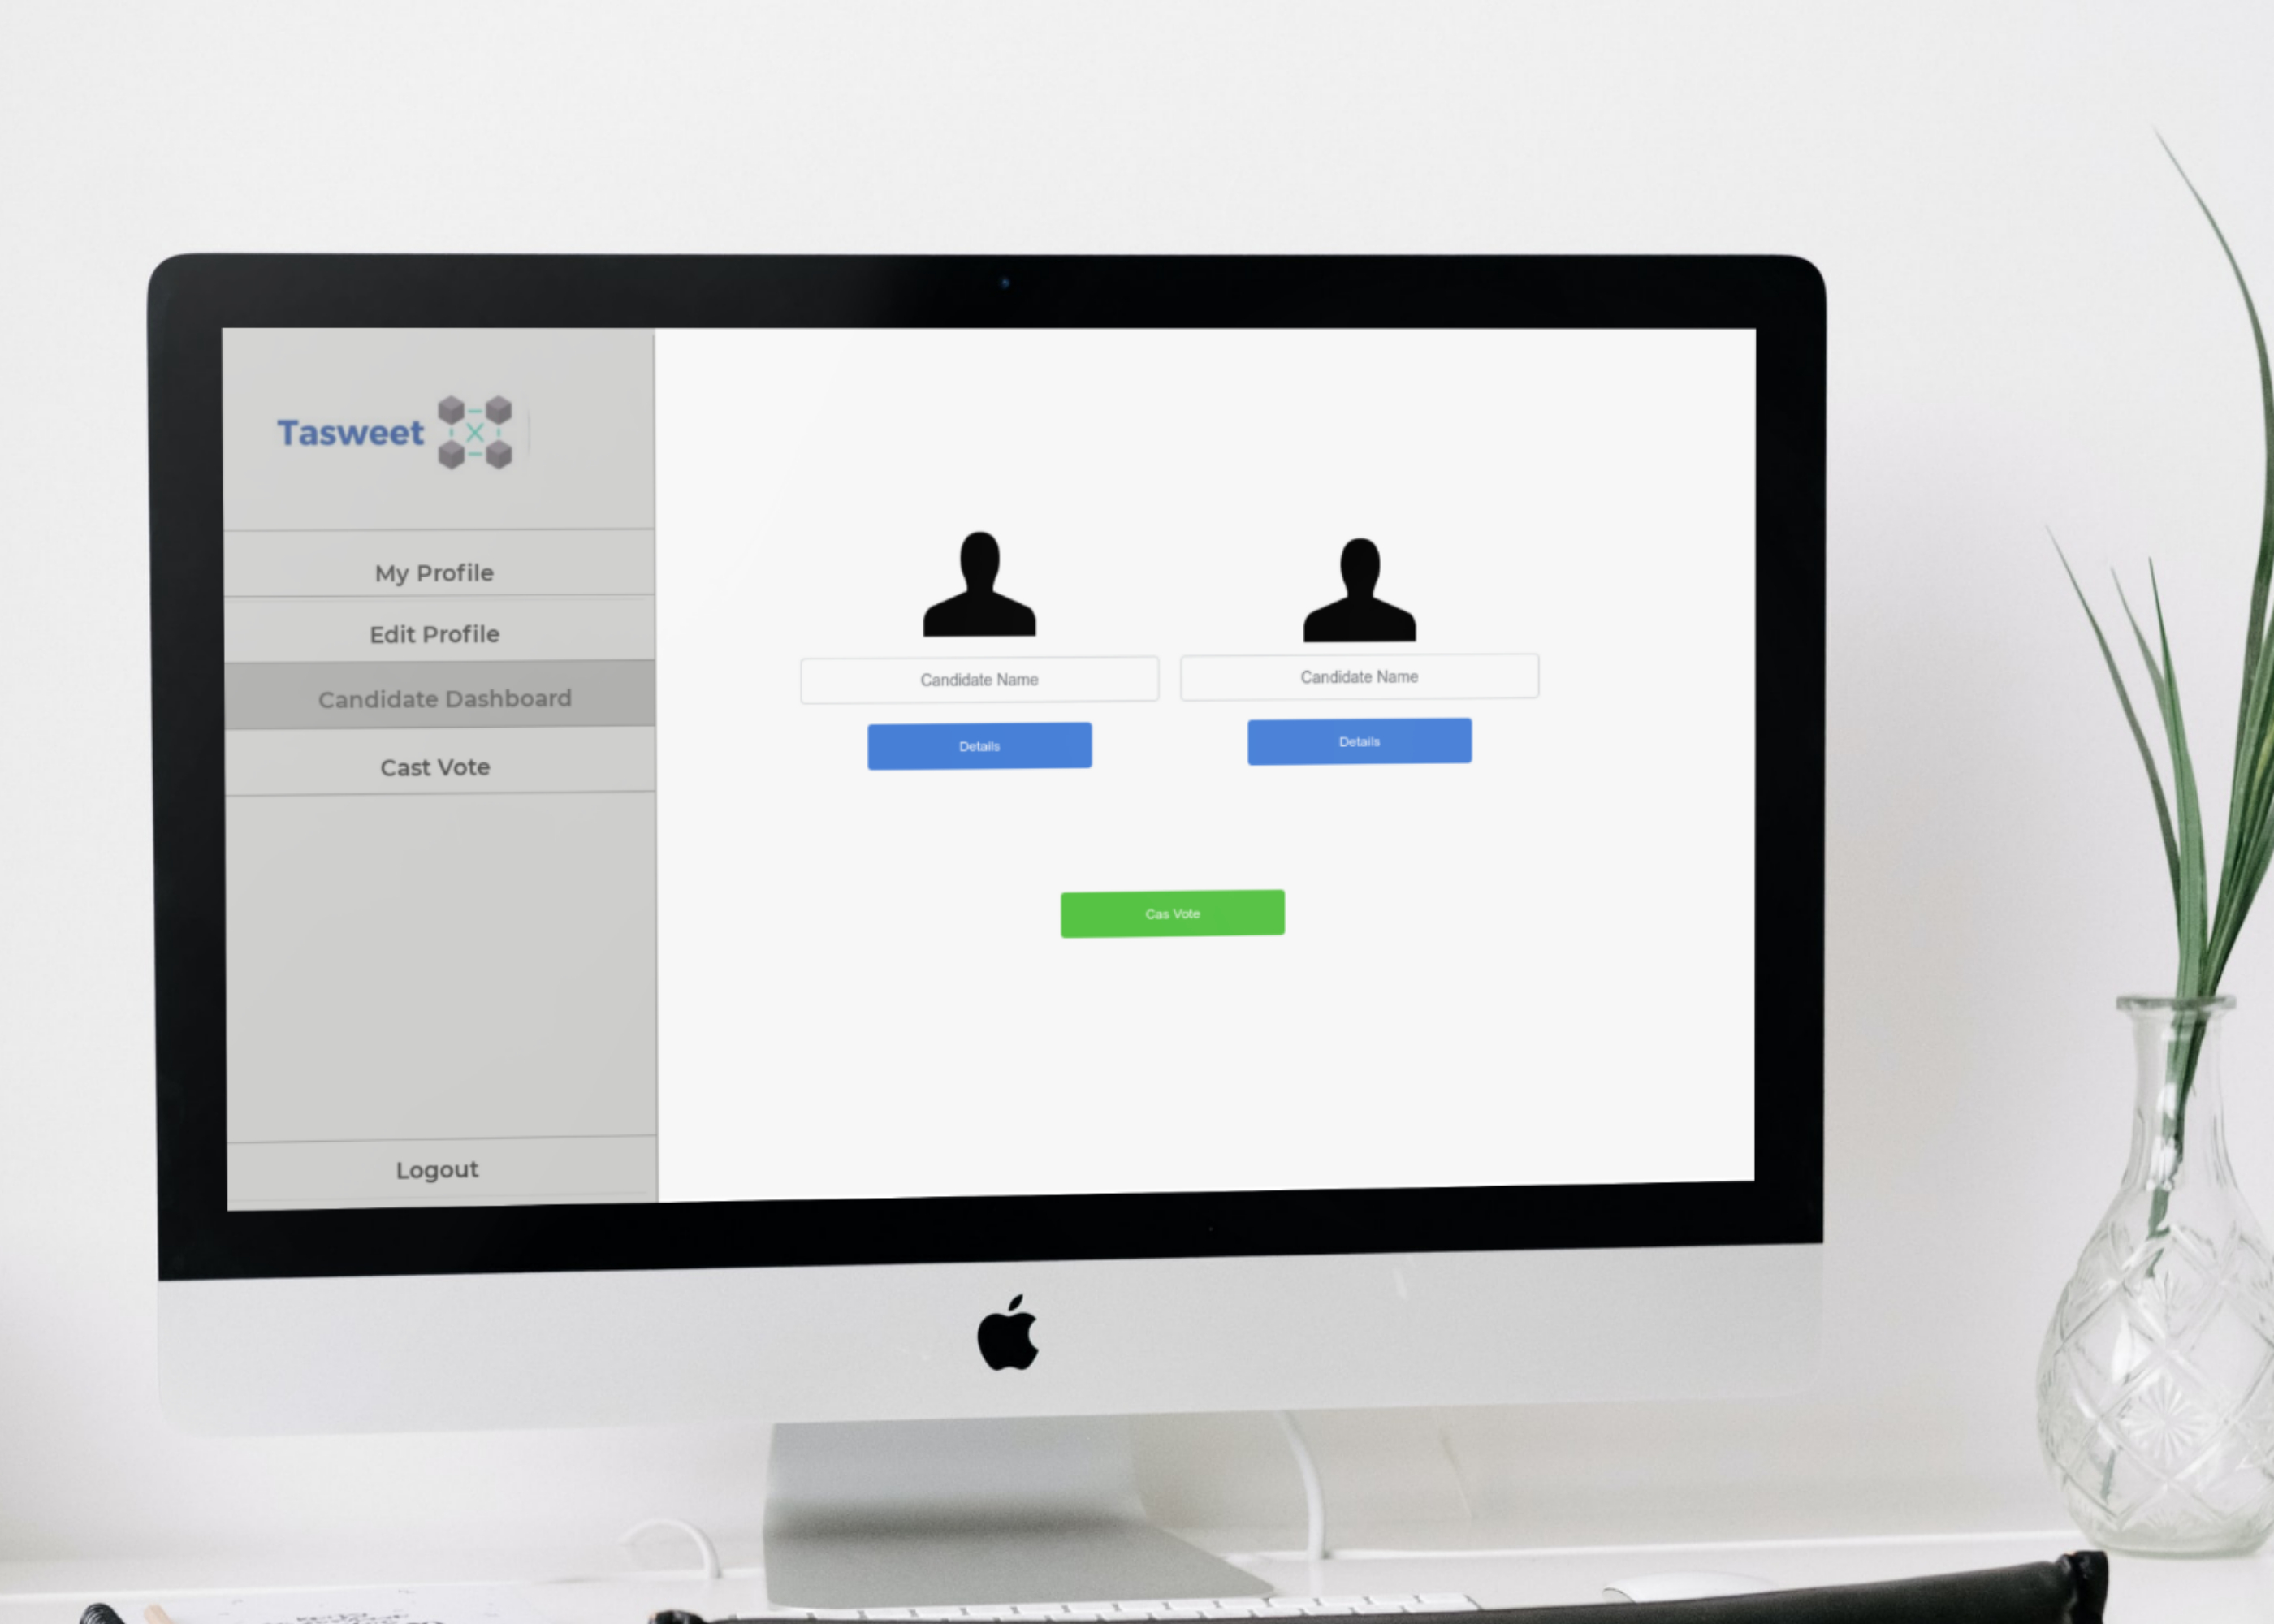 Tasweet
My Profile
Edit Profile
Candidate Dashboard
Cast Vote
Logout
Candidate Name
Candidate Name
Details
Details
Cas Vote